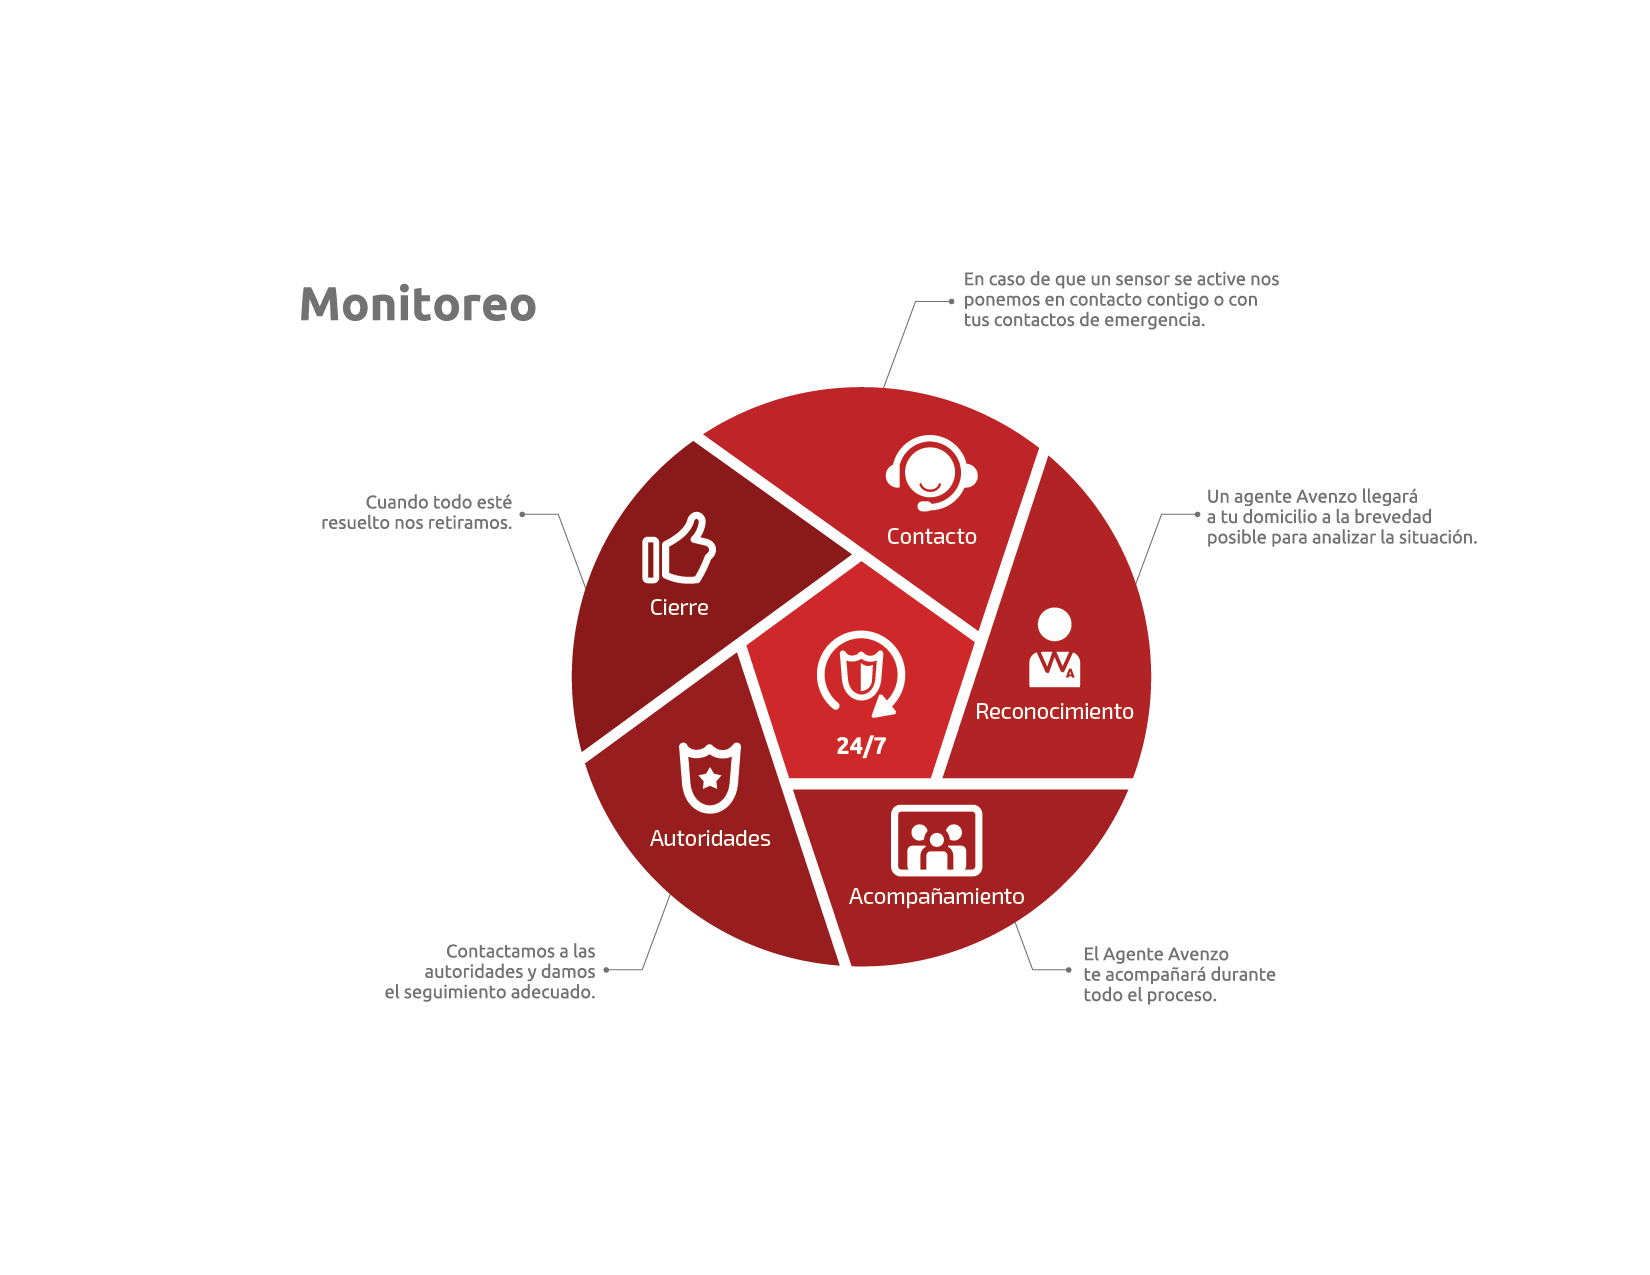 Monitoreo
En caso de que un sensor se active nos
ponemos en contacto contigo o con
tus contactos de emergencia.
Contacto
Un agente Avenzo llegará
a tu domicilio a la brevedad
posible para analizar la situación.
A
Reconocimiento
El Agente Avenzo
te acompañará durante
todo el proceso.
Acompañamiento
Contactamos a las
autoridades y damos
el seguimiento adecuado.
Autoridades
Cuando todo esté
resuelto nos retiramos.
Cierre
24/7